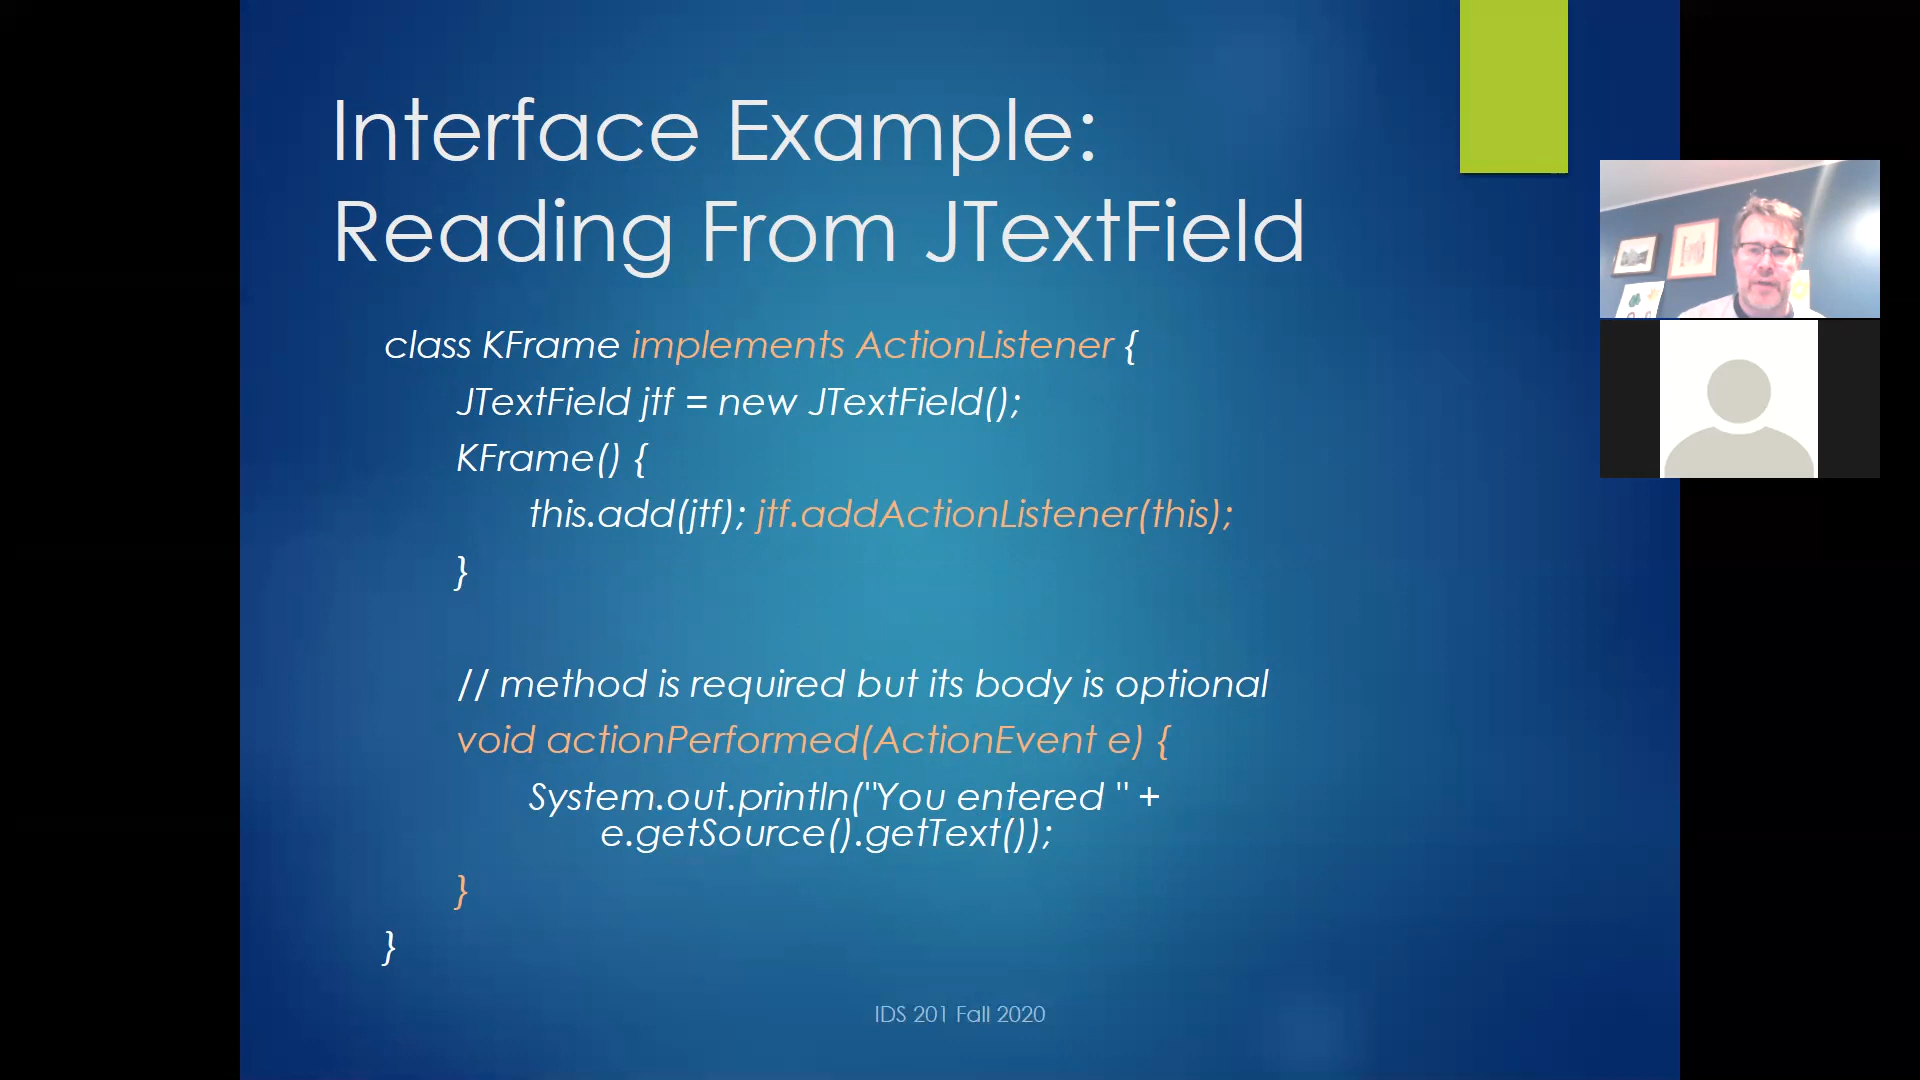 Interface Example:
Reading From JTextField
class KFrame implements ActionListener {
JTextField jtf = new JTextField();
KFrame() {
this.add(jtf); jtf.addActionListener(this);
}
// method is required but its body is optional
void actionPerformed(ActionEvent e) {
System.out.println("You entered " +
e.getSource().getText());
}
}
IDS 201 Fall 2020